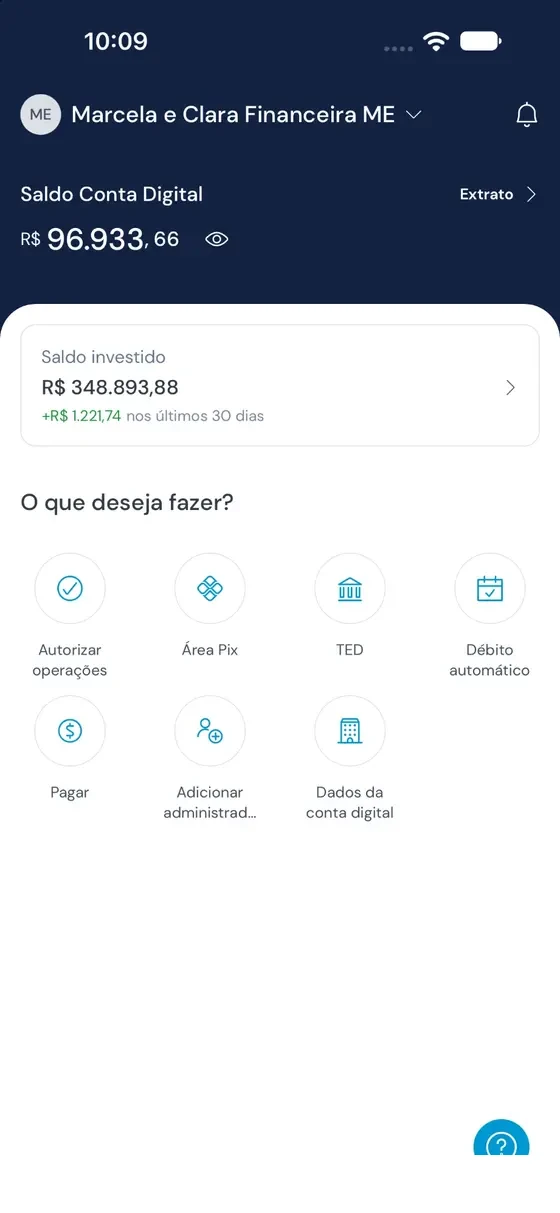 10:09
ME Marcela e Clara Financeira ME
Saldo Conta Digital Extrato
R$ 96.933, 66
Saldo investido
R$ 348.893,88
+R$ 1.221,74 nos últimos 30 dias
O que deseja fazer?
Autorizar
operações
Área Pix
TED
Débito
automático
Pagar
Adicionar
administrad...
Dados da
conta digital
?